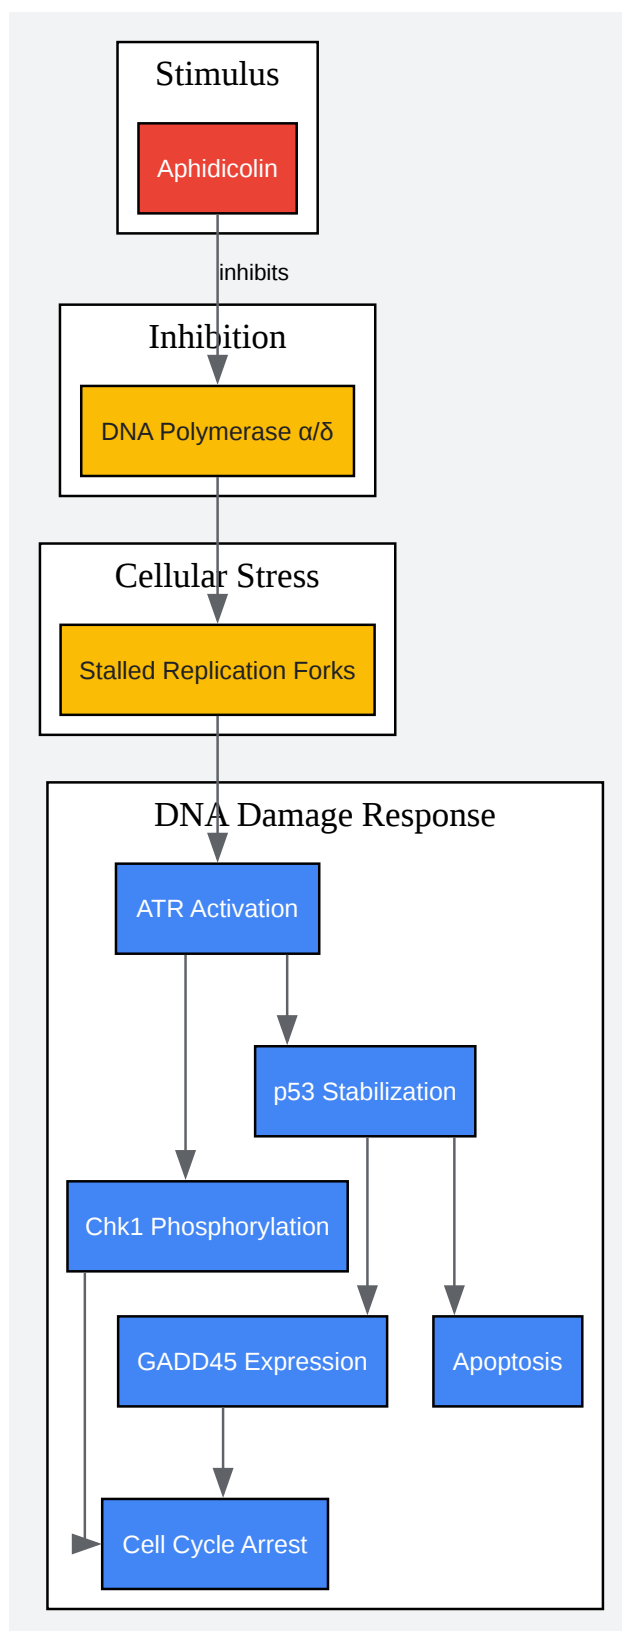 Stimulus
Aphidicolin
inhibits
Inhibition
DNA Polymerase α/δ
Cellular Stress
Stalled Replication Forks
DNA Damage Response
ATR Activation
p53 Stabilization
Chk1 Phosphorylation
GADD45 Expression
Apoptosis
Cell Cycle Arrest